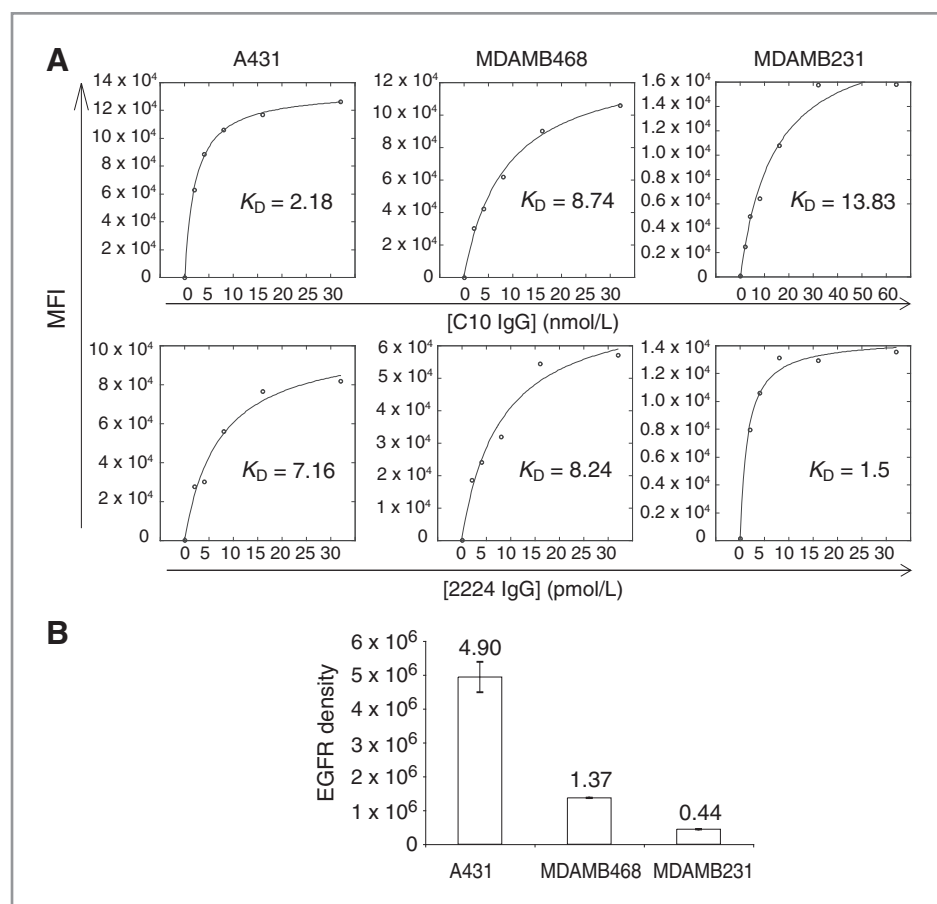 A
A431
MDAMB468
MDAMB231
MFI
14 x 10⁴
12 x 10⁴
10 x 10⁴
8 x 10⁴
6 x 10⁴
4 x 10⁴
2 x 10⁴
0
K_D = 2.18
0 5 10 15 20 25 30
12 x 10⁴
10 x 10⁴
8 x 10⁴
6 x 10⁴
4 x 10⁴
2 x 10⁴
0
K_D = 8.74
0 5 10 15 20 25 30
1.6 x 10⁴
1.4 x 10⁴
1.2 x 10⁴
1.0 x 10⁴
0.8 x 10⁴
0.6 x 10⁴
0.4 x 10⁴
0.2 x 10⁴
0
K_D = 13.83
0 10 20 30 40 50 60
[C10 IgG] (nmol/L)
10 x 10⁴
8 x 10⁴
6 x 10⁴
4 x 10⁴
2 x 10⁴
0
K_D = 7.16
0 5 10 15 20 25 30
6 x 10⁴
5 x 10⁴
4 x 10⁴
3 x 10⁴
2 x 10⁴
1 x 10⁴
0
K_D = 8.24
0 5 10 15 20 25 30
1.4 x 10⁴
1.2 x 10⁴
1.0 x 10⁴
0.8 x 10⁴
0.6 x 10⁴
0.4 x 10⁴
0.2 x 10⁴
0
K_D = 1.5
0 5 10 15 20 25 30
[2224 IgG] (pmol/L)
B
EGFR density
6 x 10⁶
5 x 10⁶
4 x 10⁶
3 x 10⁶
2 x 10⁶
1 x 10⁶
0
4.90
1.37
0.44
A431 MDAMB468 MDAMB231